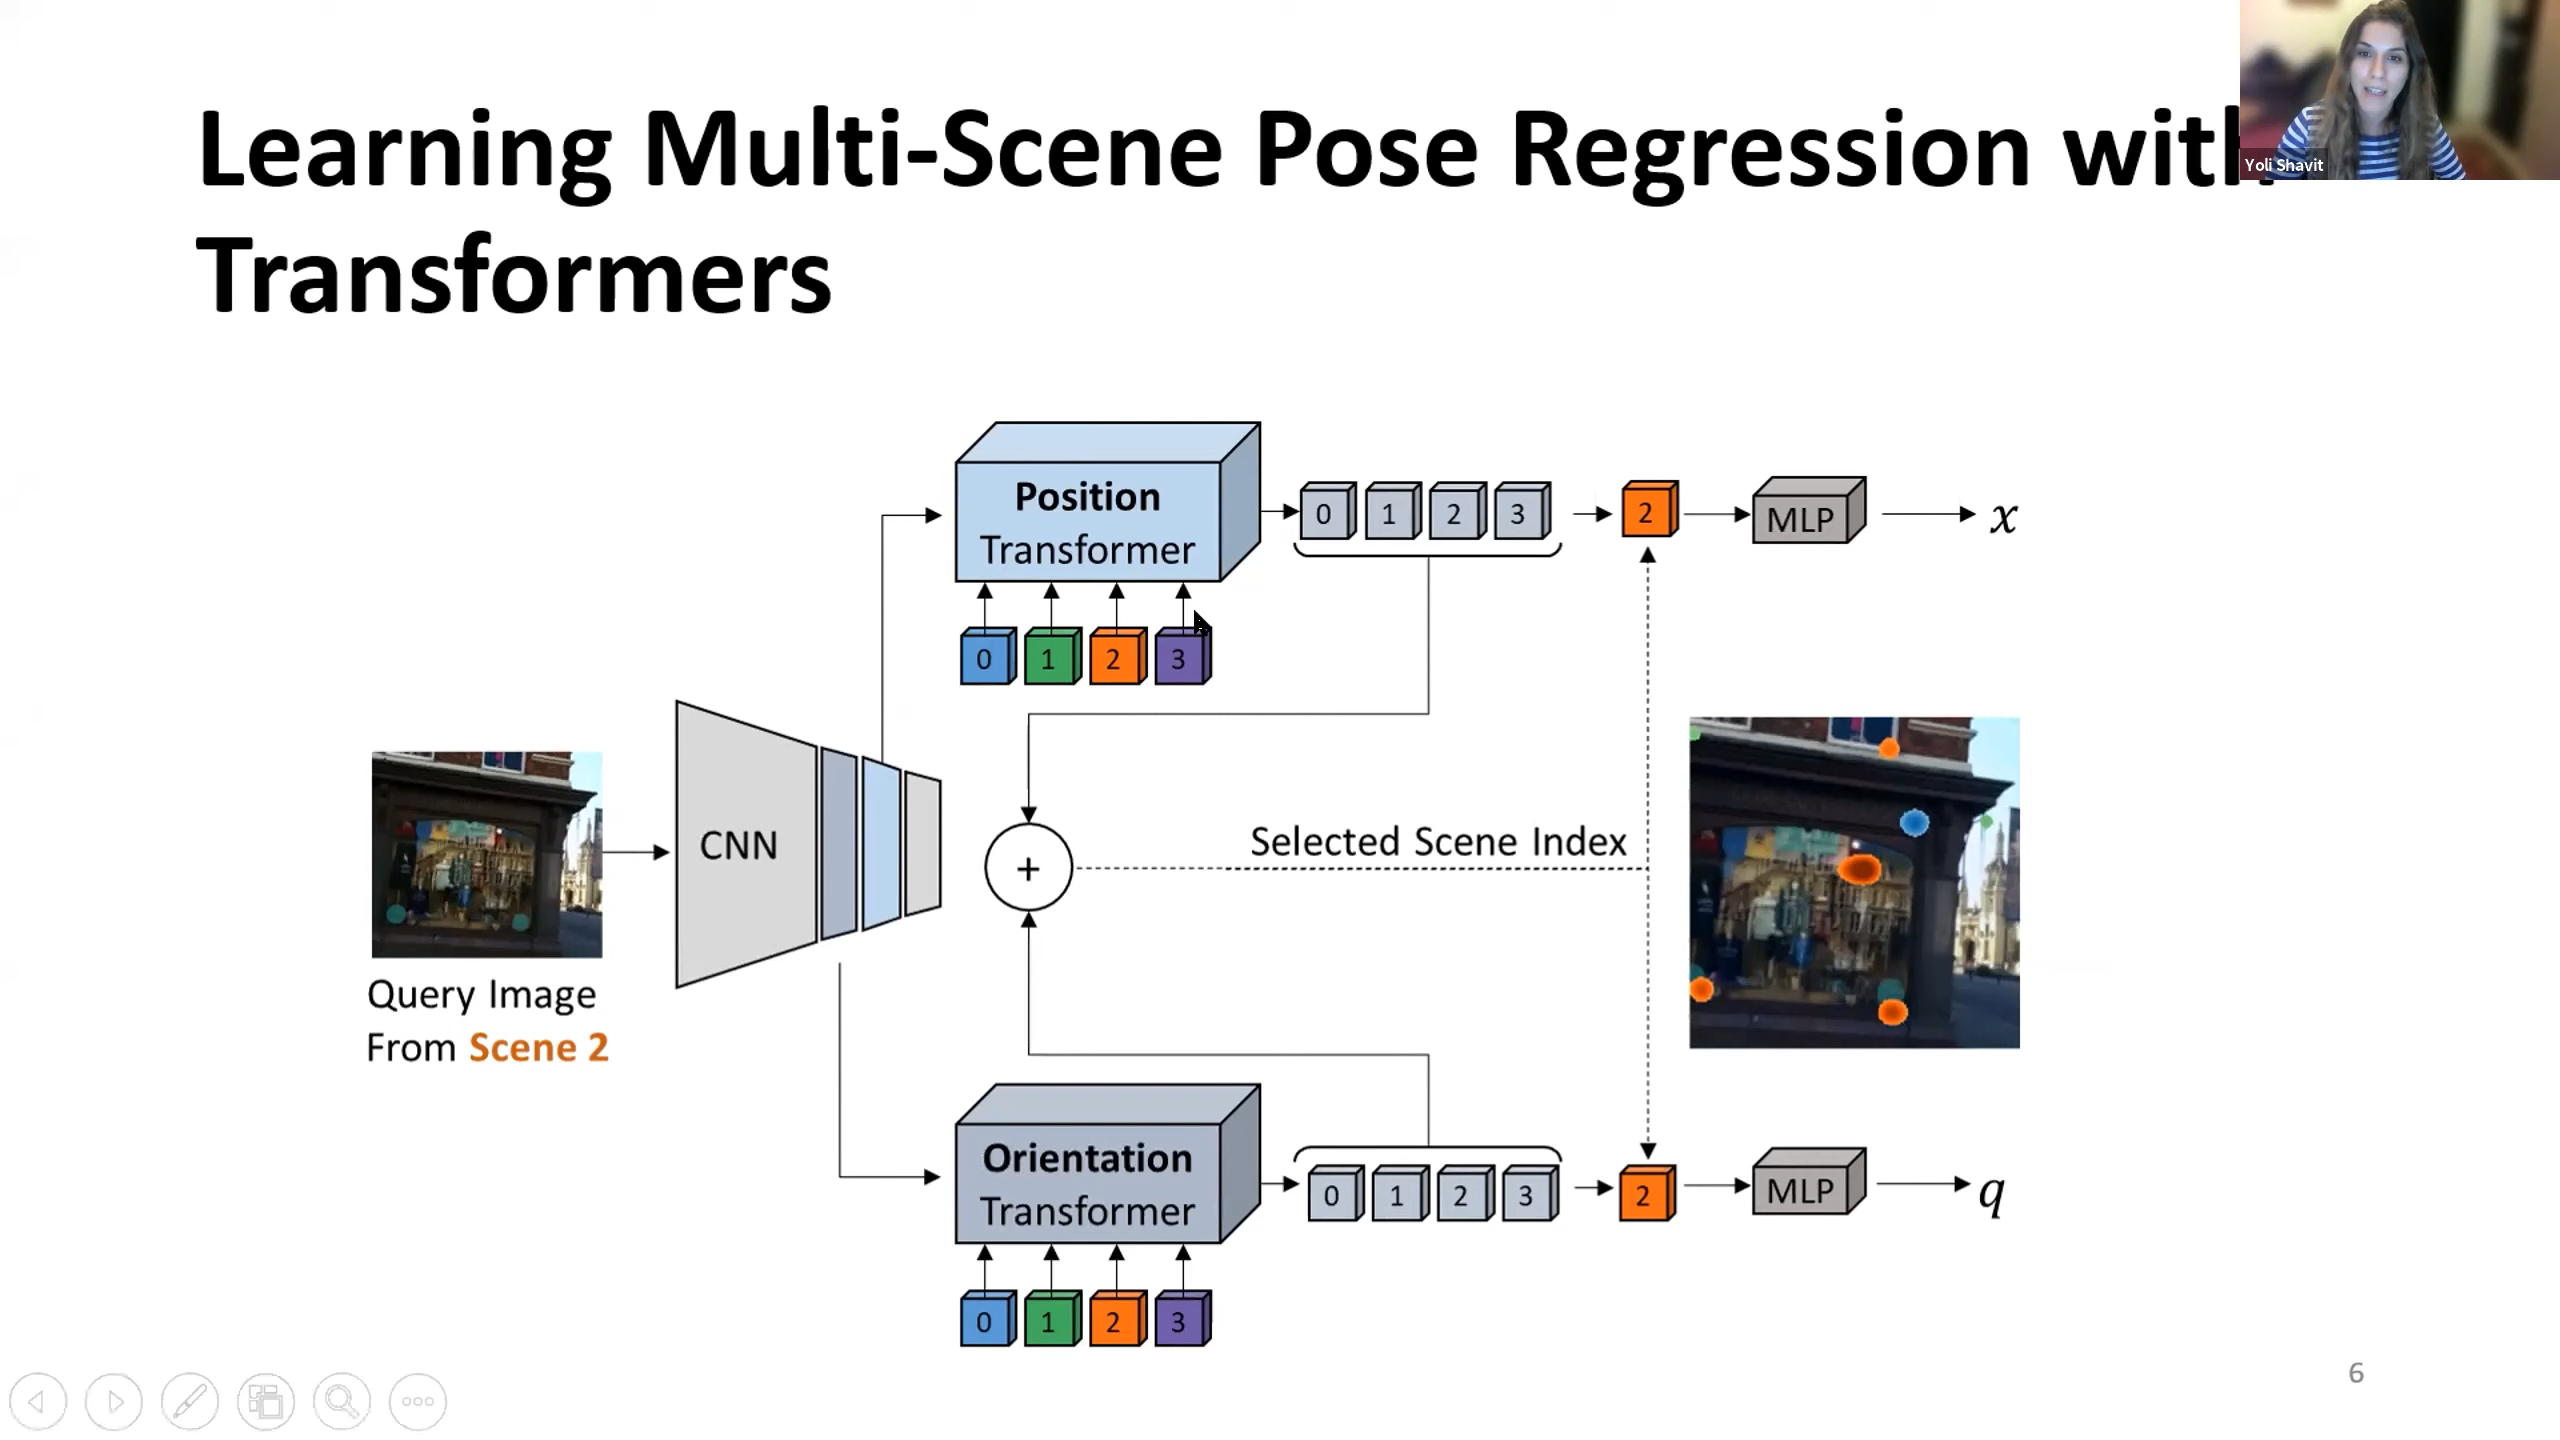 Learning Multi-Scene Pose Regression with
Transformers
Yoli Shavit
Position
Transformer
0 1 2 3
2
MLP
x
0 1 2 3
CNN
+
Selected Scene Index
Query Image
From Scene 2
Orientation
Transformer
0 1 2 3
2
MLP
q
0 1 2 3
6